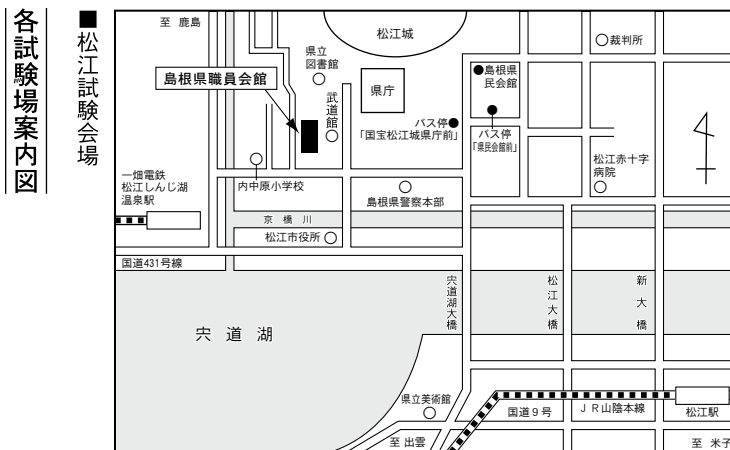 各試験場案内図
■松江試験会場
至 鹿島
松江城
裁判所
県立
図書館
島根県職員会館
県庁
島根県
民会館
武道館
バス停
「国宝松江城県庁前」
バス停
「県民会館前」
松江赤十字
病院
一畑電鉄
松江しんじ湖
温泉駅
内中原小学校
島根県警察本部
京橋川
松江市役所
国道431号線
宍道湖大橋
松江大橋
新大橋
宍道湖
県立美術館
国道9号
JR山陰本線
松江駅
至 出雲
至 米子